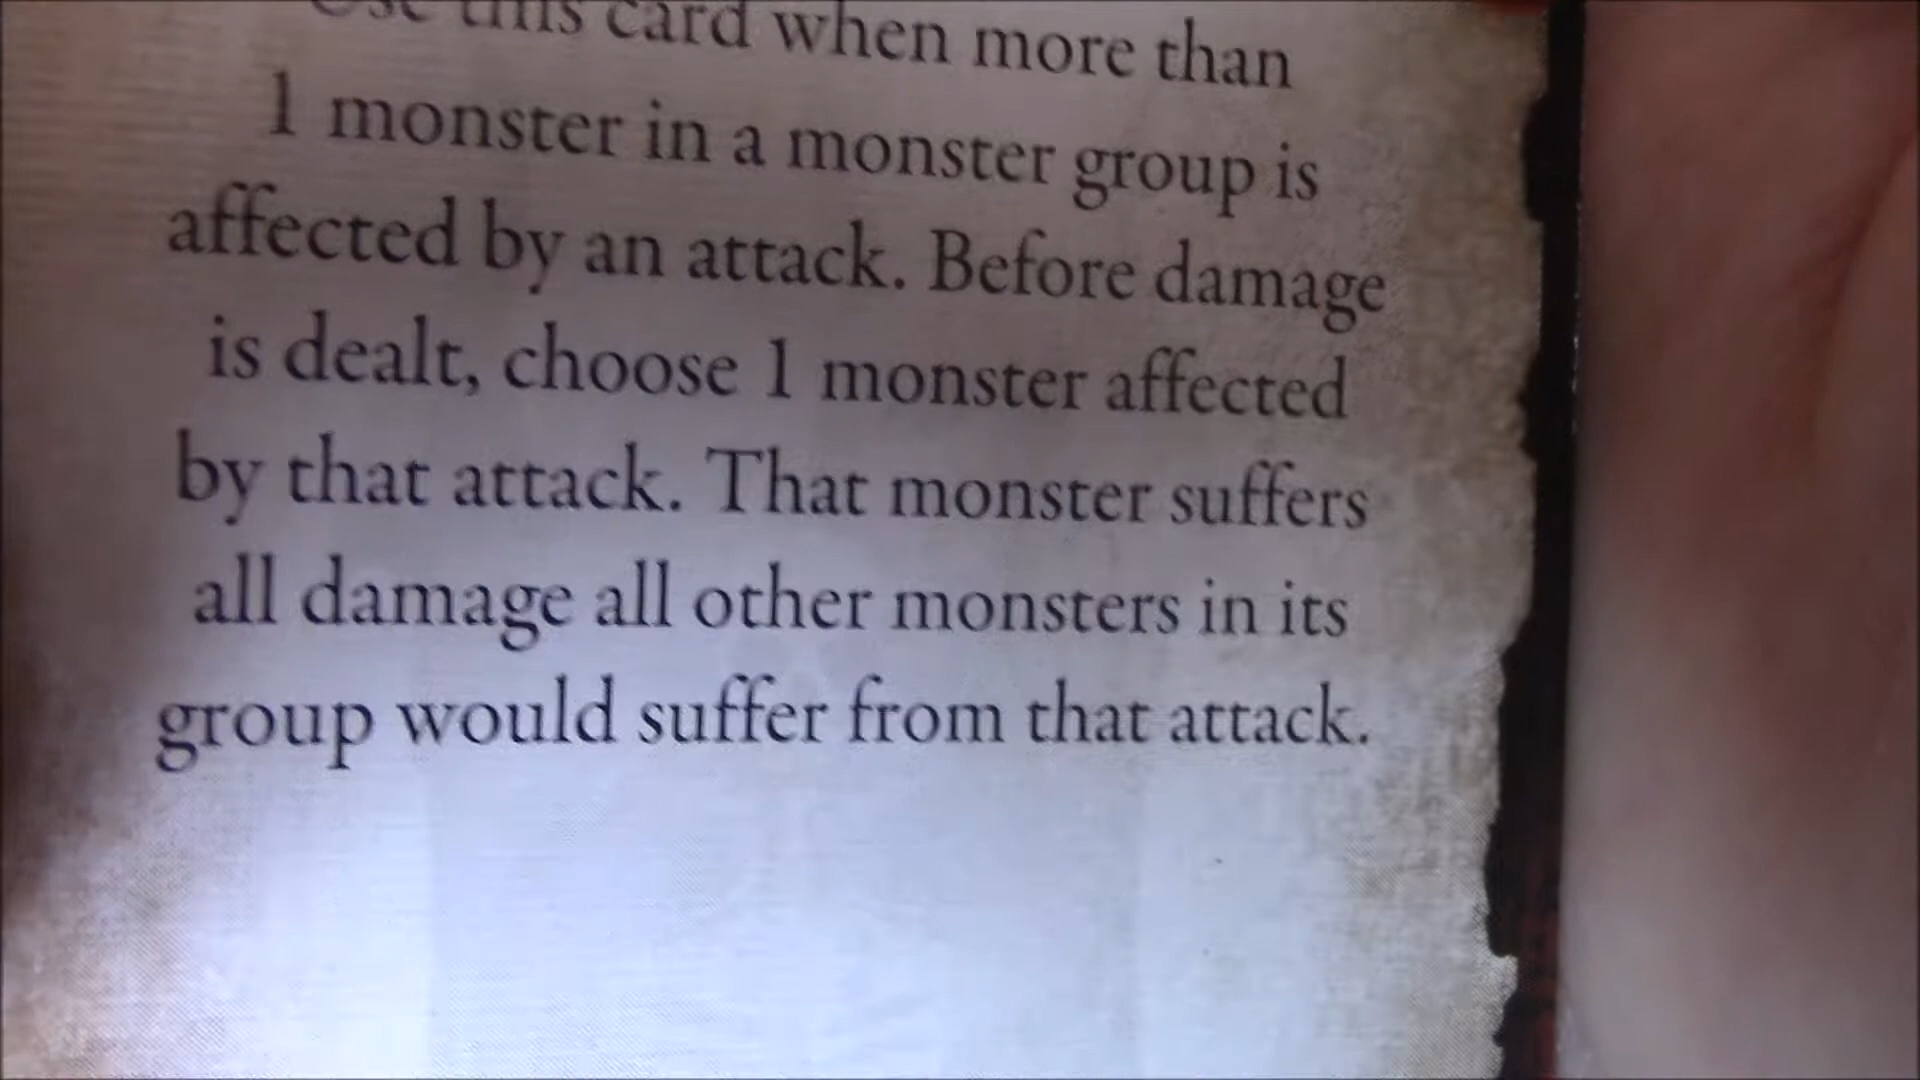 Use this card when more than
1 monster in a monster group is
affected by an attack. Before damage
is dealt, choose 1 monster affected
by that attack. That monster suffers
all damage all other monsters in its
group would suffer from that attack.